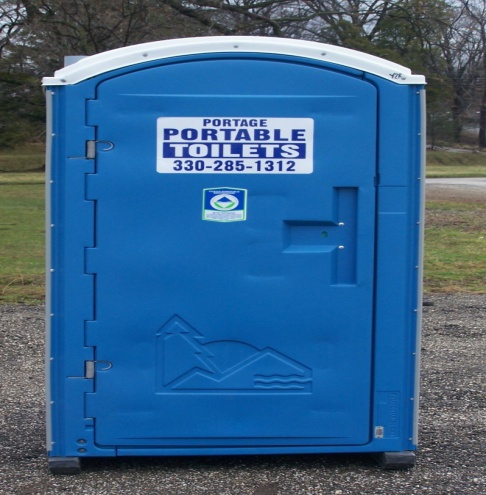 PORTAGE
PORTABLE
TOILETS
330-285-1312